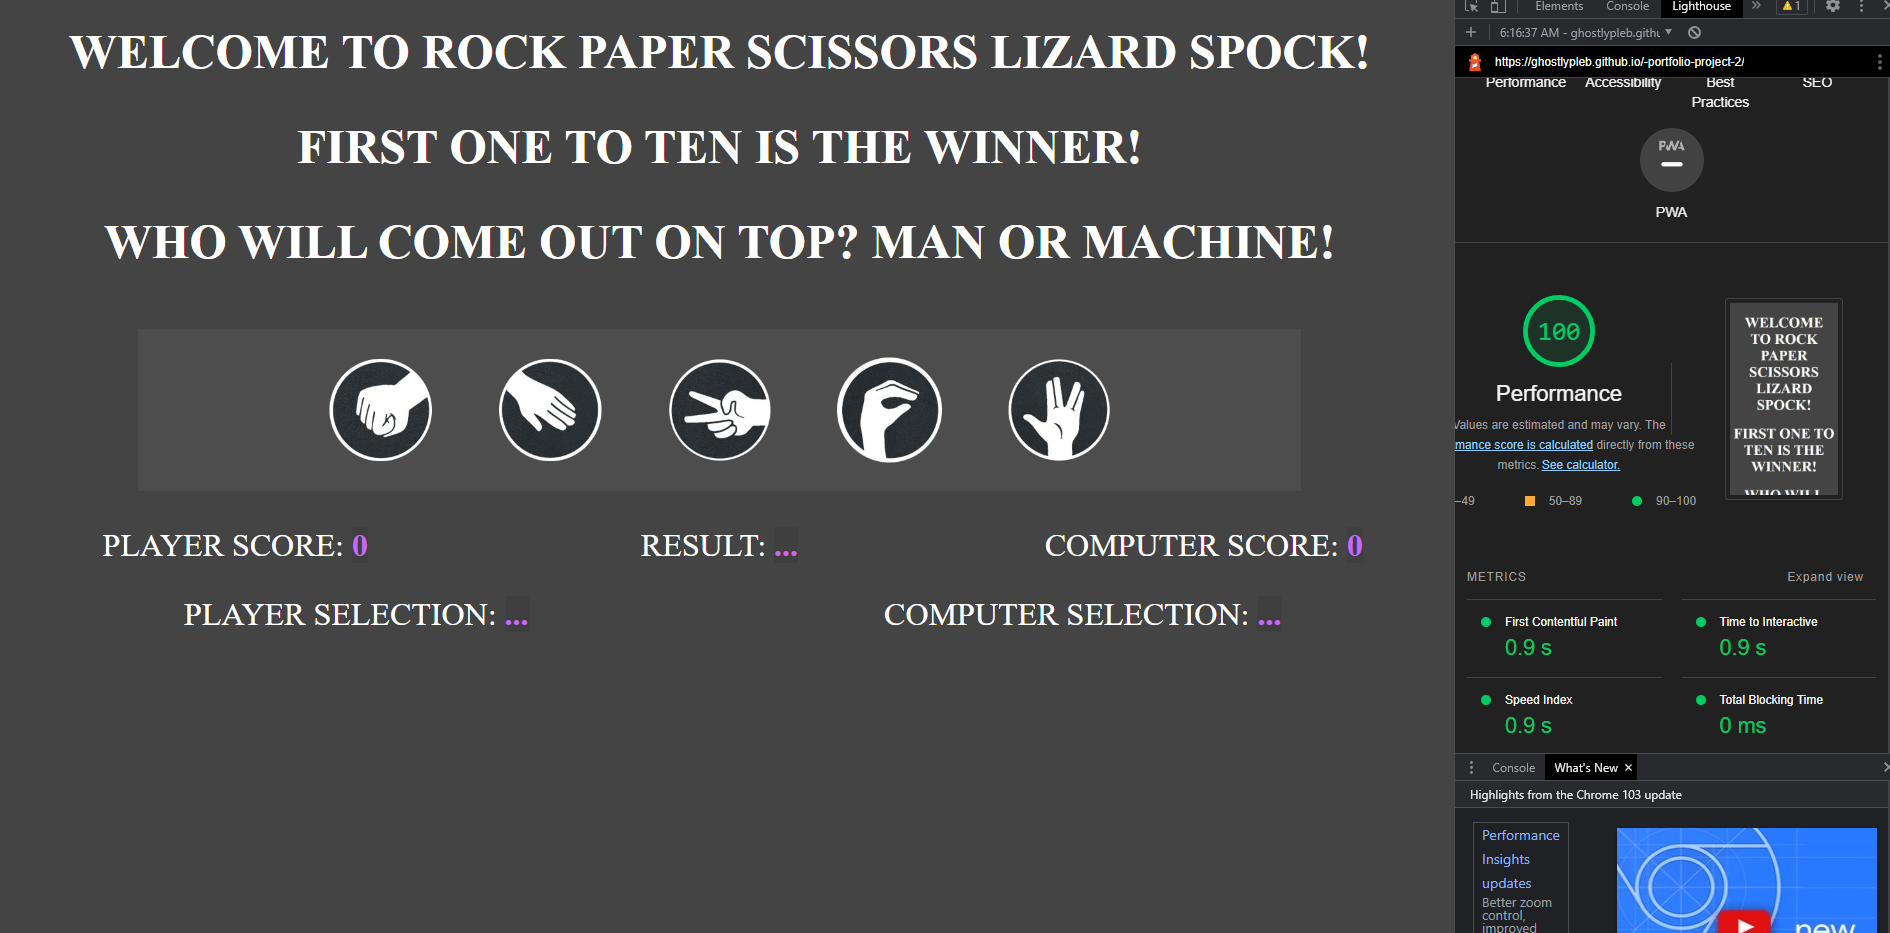 WELCOME TO ROCK PAPER SCISSORS LIZARD SPOCK!
FIRST ONE TO TEN IS THE WINNER!
WHO WILL COME OUT ON TOP? MAN OR MACHINE!
PLAYER SCORE: 0
RESULT: ...
COMPUTER SCORE: 0
PLAYER SELECTION: ...
COMPUTER SELECTION: ...
Elements Console Lighthouse » 1
6:16:37 AM - ghostlypleb.githu
https://ghostlypleb.github.io/-portfolio-project-2/
Performance Accessibility Best Practices SEO
PWA
PWA
100
Performance
Values are estimated and may vary. The
mance score is calculated directly from these
metrics. See calculator.
–49 50–89 90–100
WELCOME
TO ROCK
PAPER
SCISSORS
LIZARD
SPOCK!
FIRST ONE TO
TEN IS THE
WINNER!
WHO WILL
METRICS Expand view
First Contentful Paint
0.9 s
Time to Interactive
0.9 s
Speed Index
0.9 s
Total Blocking Time
0 ms
Console What's New ×
Highlights from the Chrome 103 update
Performance
Insights
updates
Better zoom
control,
improved
new